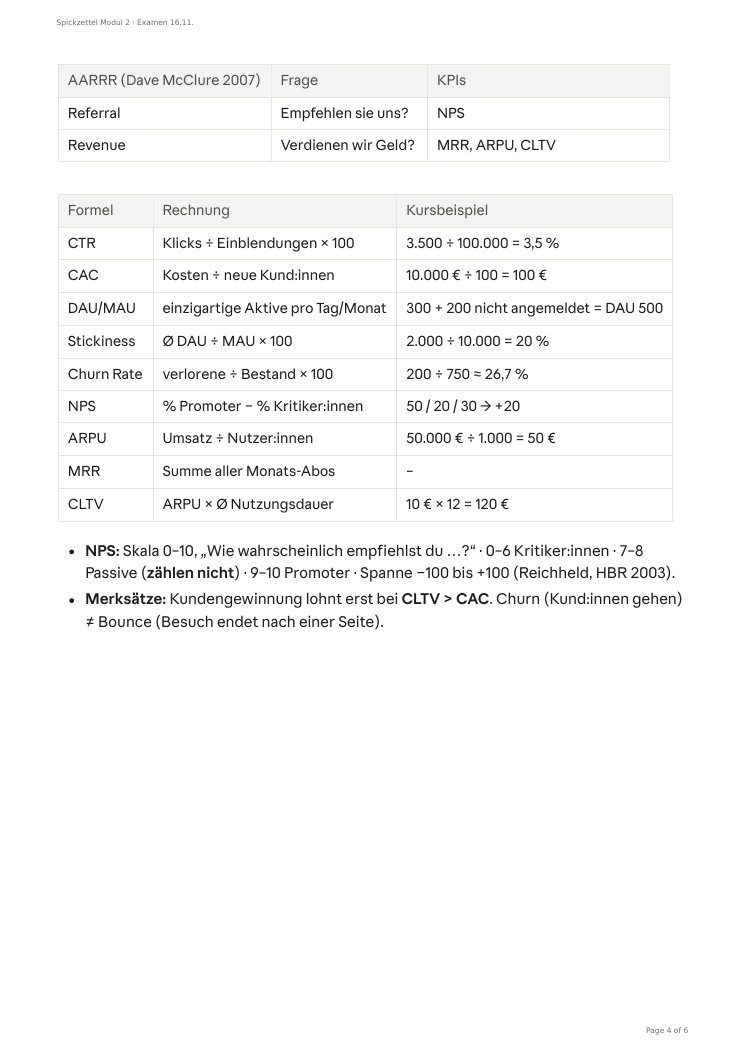 Spickzettel Modul 2 · Examen 16.11.
AARRR (Dave McClure 2007) Frage KPIs
Referral Empfehlen sie uns? NPS
Revenue Verdienen wir Geld? MRR, ARPU, CLTV
Formel Rechnung Kursbeispiel
CTR Klicks ÷ Einblendungen × 100 3.500 ÷ 100.000 = 3,5 %
CAC Kosten ÷ neue Kund:innen 10.000 € ÷ 100 = 100 €
DAU/MAU einzigartige Aktive pro Tag/Monat 300 + 200 nicht angemeldet = DAU 500
Stickiness Ø DAU ÷ MAU × 100 2.000 ÷ 10.000 = 20 %
Churn Rate verlorene ÷ Bestand × 100 200 ÷ 750 ≈ 26,7 %
NPS % Promoter − % Kritiker:innen 50 / 20 / 30 → +20
ARPU Umsatz ÷ Nutzer:innen 50.000 € ÷ 1.000 = 50 €
MRR Summe aller Monats-Abos –
CLTV ARPU × Ø Nutzungsdauer 10 € × 12 = 120 €
• NPS: Skala 0–10, „Wie wahrscheinlich empfiehlst du …?“ · 0–6 Kritiker:innen · 7–8
Passive (zählen nicht) · 9–10 Promoter · Spanne −100 bis +100 (Reichheld, HBR 2003).
• Merksätze: Kundengewinnung lohnt erst bei CLTV > CAC. Churn (Kund:innen gehen)
≠ Bounce (Besuch endet nach einer Seite).
Page 4 of 6